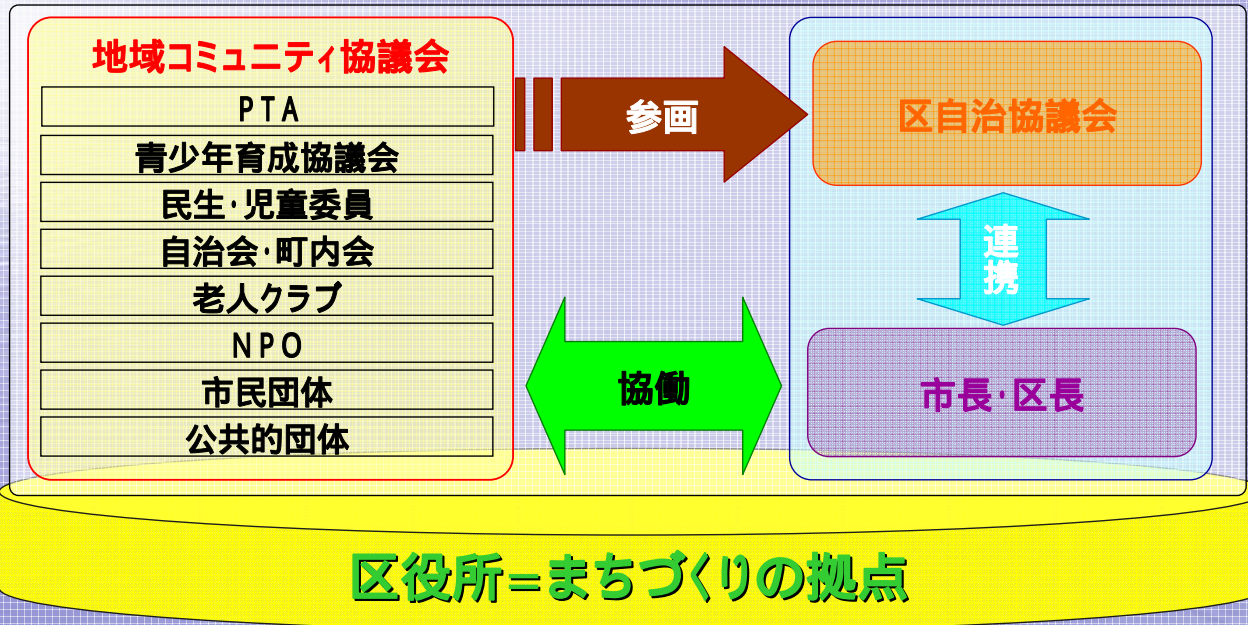 地域コミュニティ協議会
PTA
青少年育成協議会
民生・児童委員
自治会・町内会
老人クラブ
NPO
市民団体
公共的団体
参画
協働
区自治協議会
連携
市長・区長
区役所=まちづくりの拠点